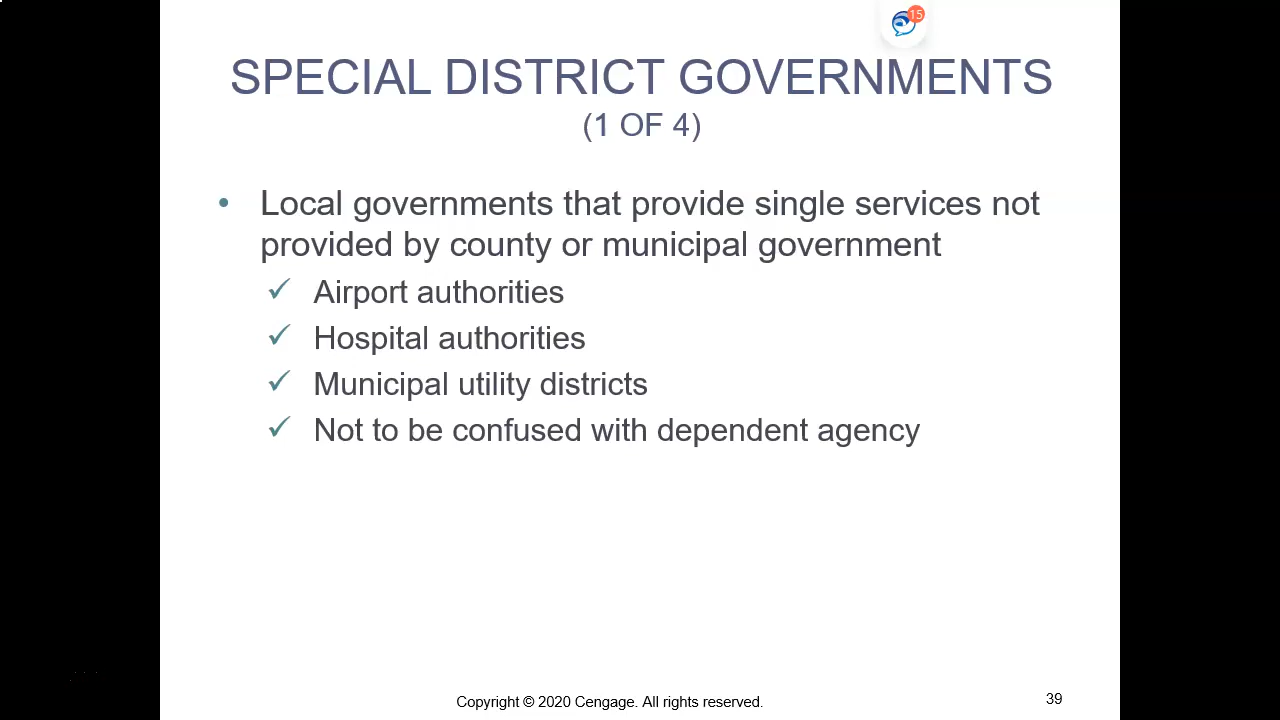 15
SPECIAL DISTRICT GOVERNMENTS
(1 OF 4)
• Local governments that provide single services not
provided by county or municipal government
✓ Airport authorities
✓ Hospital authorities
✓ Municipal utility districts
✓ Not to be confused with dependent agency
Copyright © 2020 Cengage. All rights reserved.
39